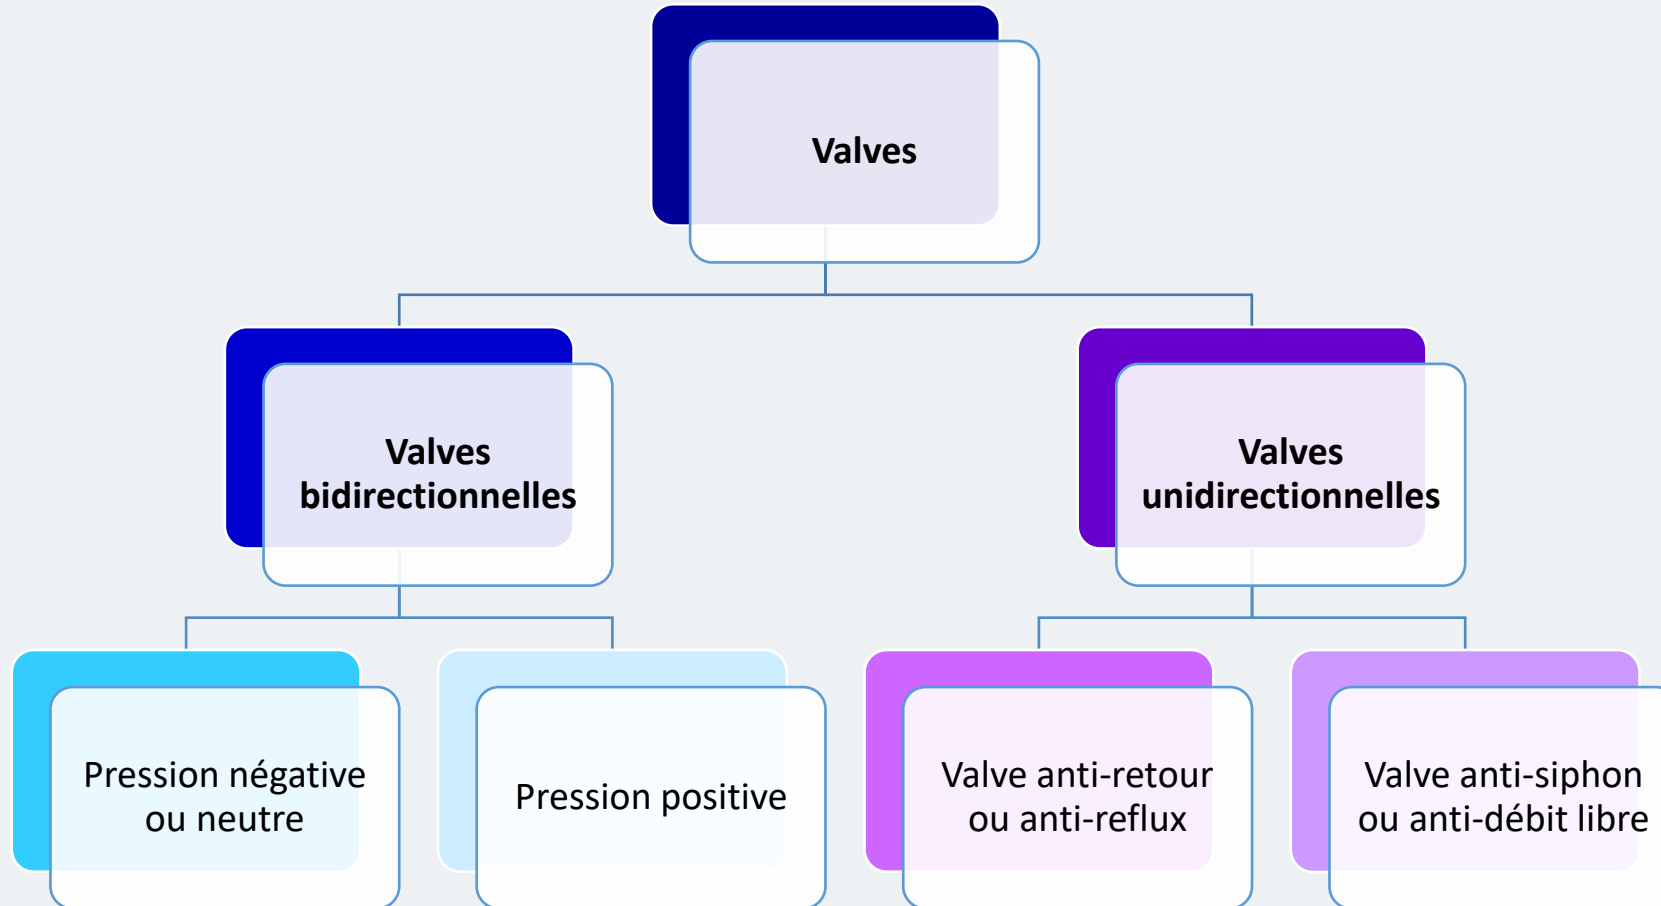 Valves
Valves
bidirectionnelles
Valves
unidirectionnelles
Pression négative
ou neutre
Pression positive
Valve anti-retour
ou anti-reflux
Valve anti-siphon
ou anti-débit libre